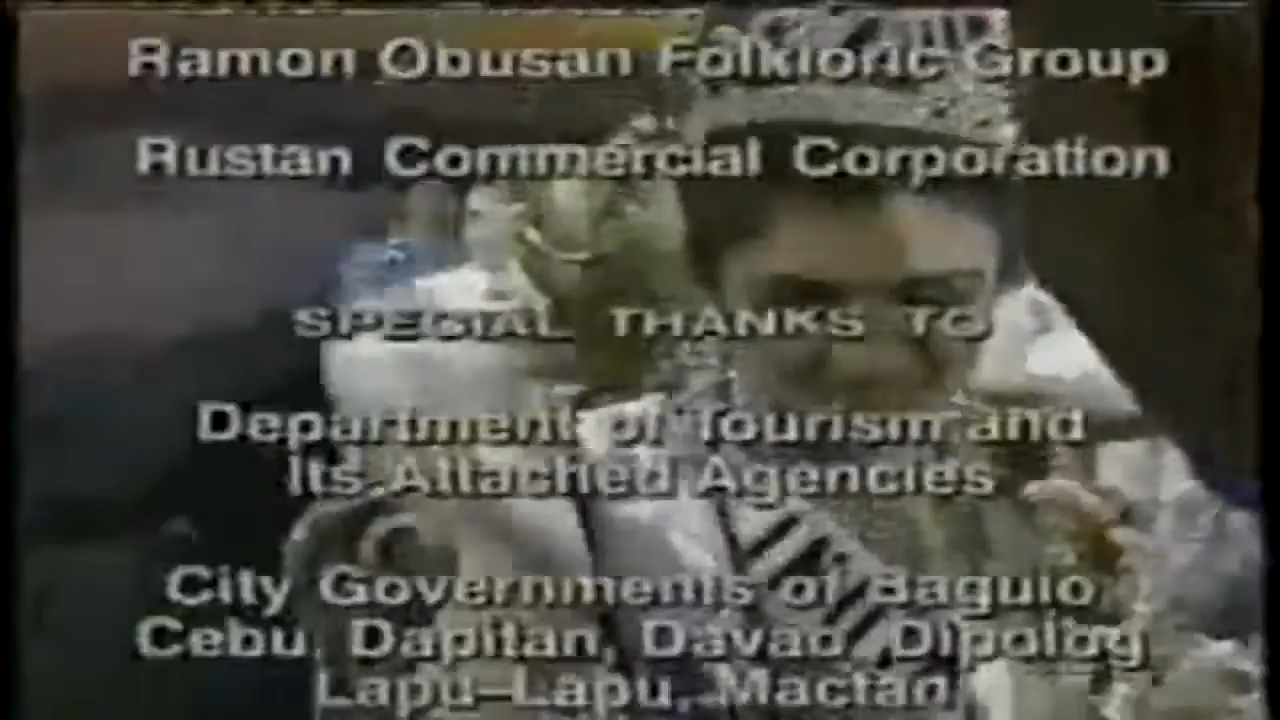 Ramon Obusan Folkloric Group
Rustan Commercial Corporation
SPECIAL THANKS TO
Department of Tourism and
Its Attached Agencies
City Governments of Baguio
Cebu, Dapitan, Davao, Dipolog
Lapu-Lapu, Mactan